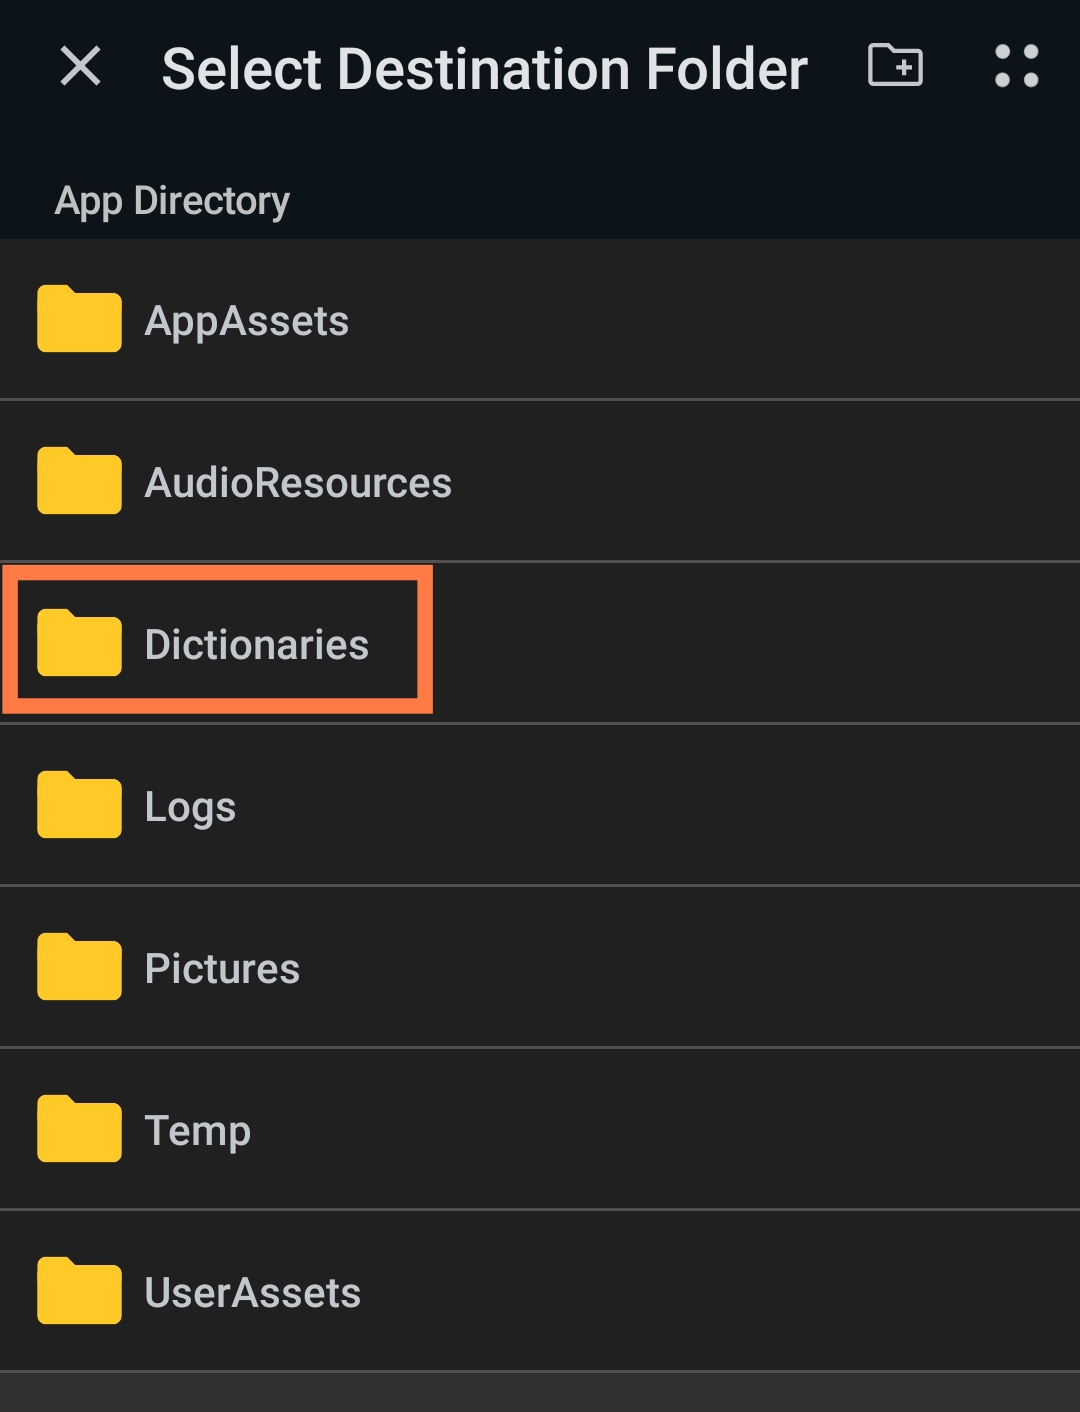 Select Destination Folder
App Directory
AppAssets
AudioResources
Dictionaries
Logs
Pictures
Temp
UserAssets